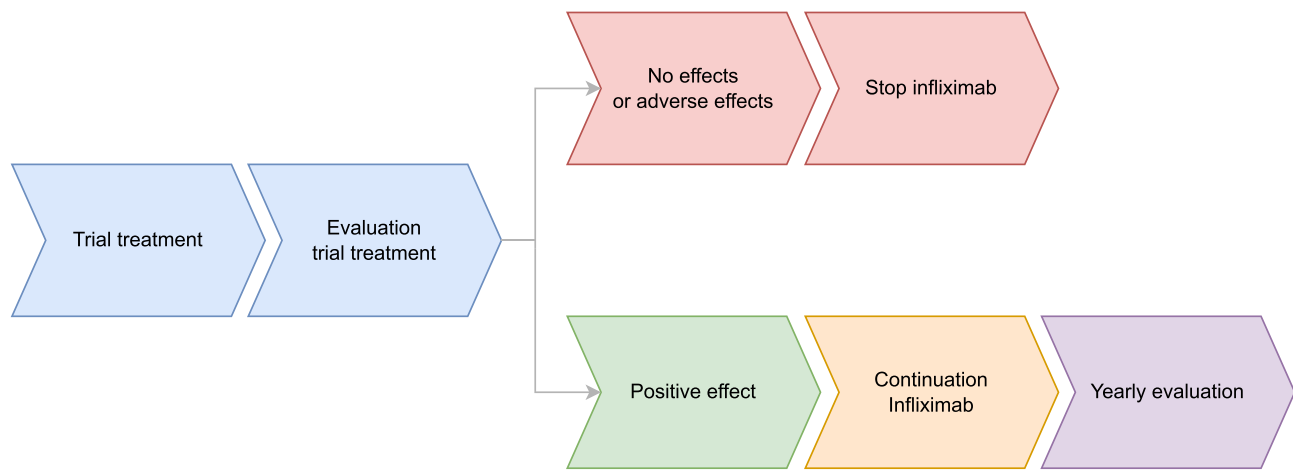 Trial treatment
Evaluation
trial treatment
No effects
or adverse effects
Stop infliximab
Positive effect
Continuation
Infliximab
Yearly evaluation